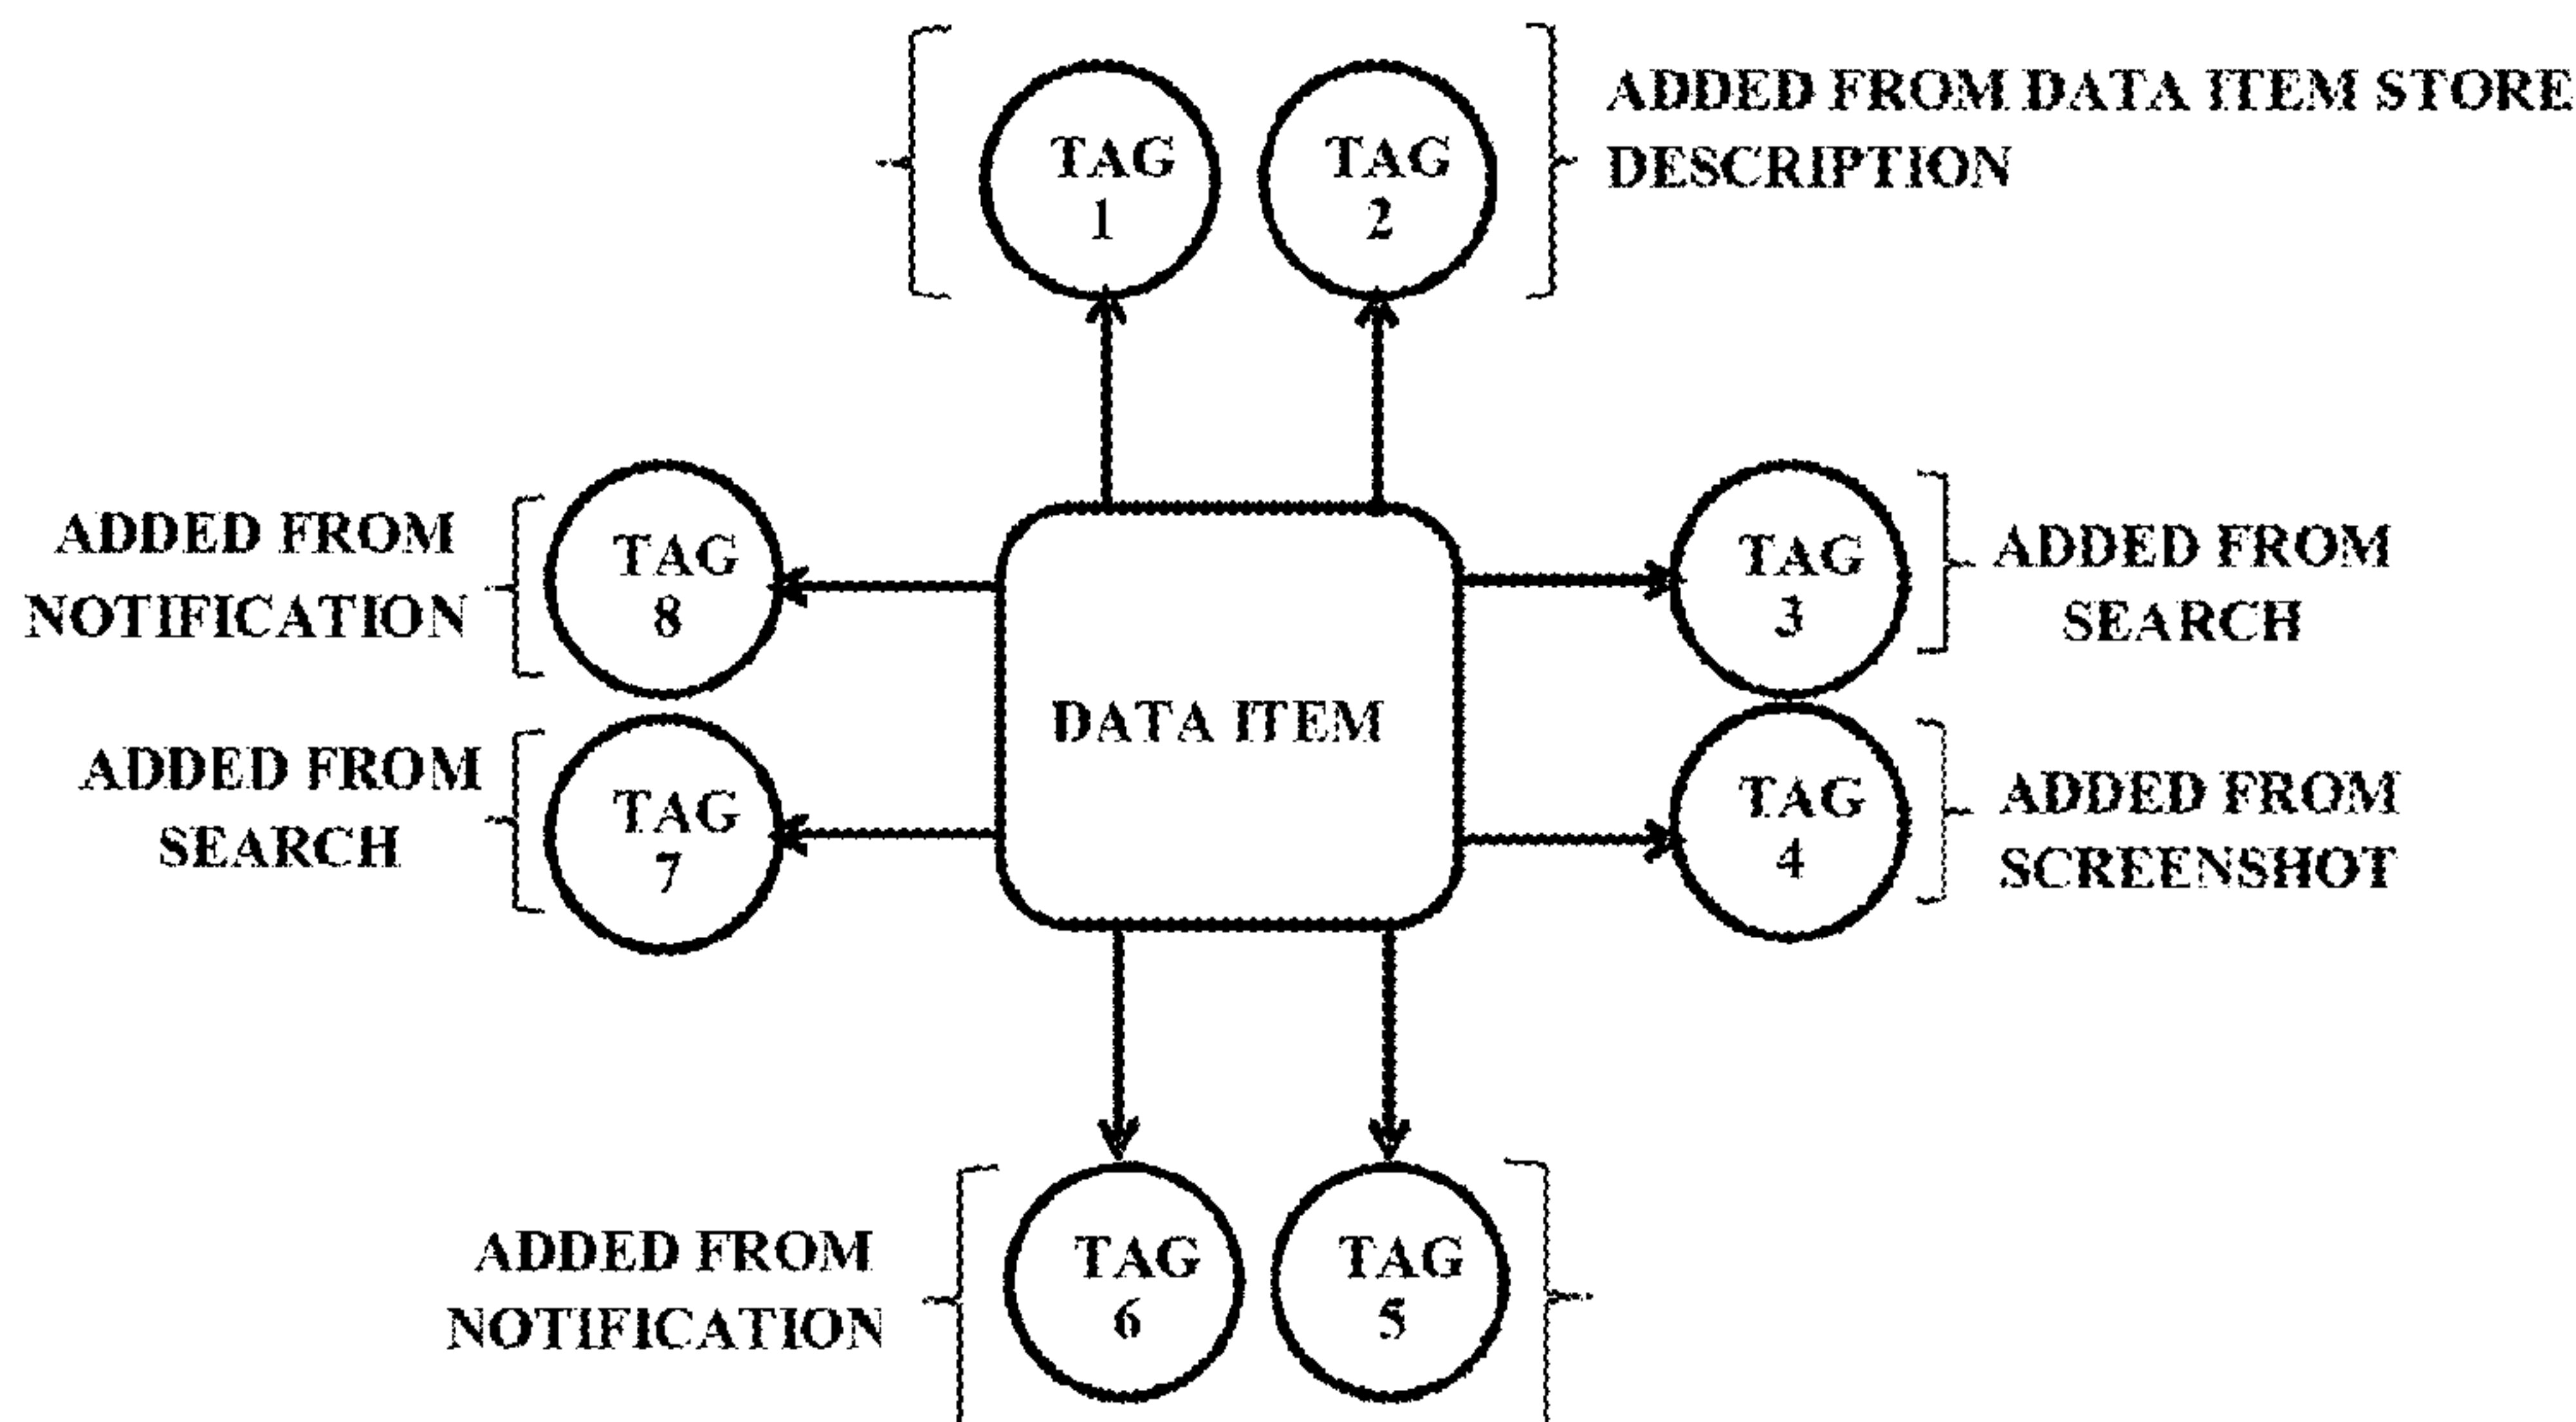 TAG
1
TAG
2
ADDED FROM DATA ITEM STORE
DESCRIPTION
ADDED FROM
NOTIFICATION
TAG
8
TAG
3
ADDED FROM
SEARCH
DATA ITEM
ADDED FROM
SEARCH
TAG
7
TAG
4
ADDED FROM
SCREENSHOT
ADDED FROM
NOTIFICATION
TAG
6
TAG
5